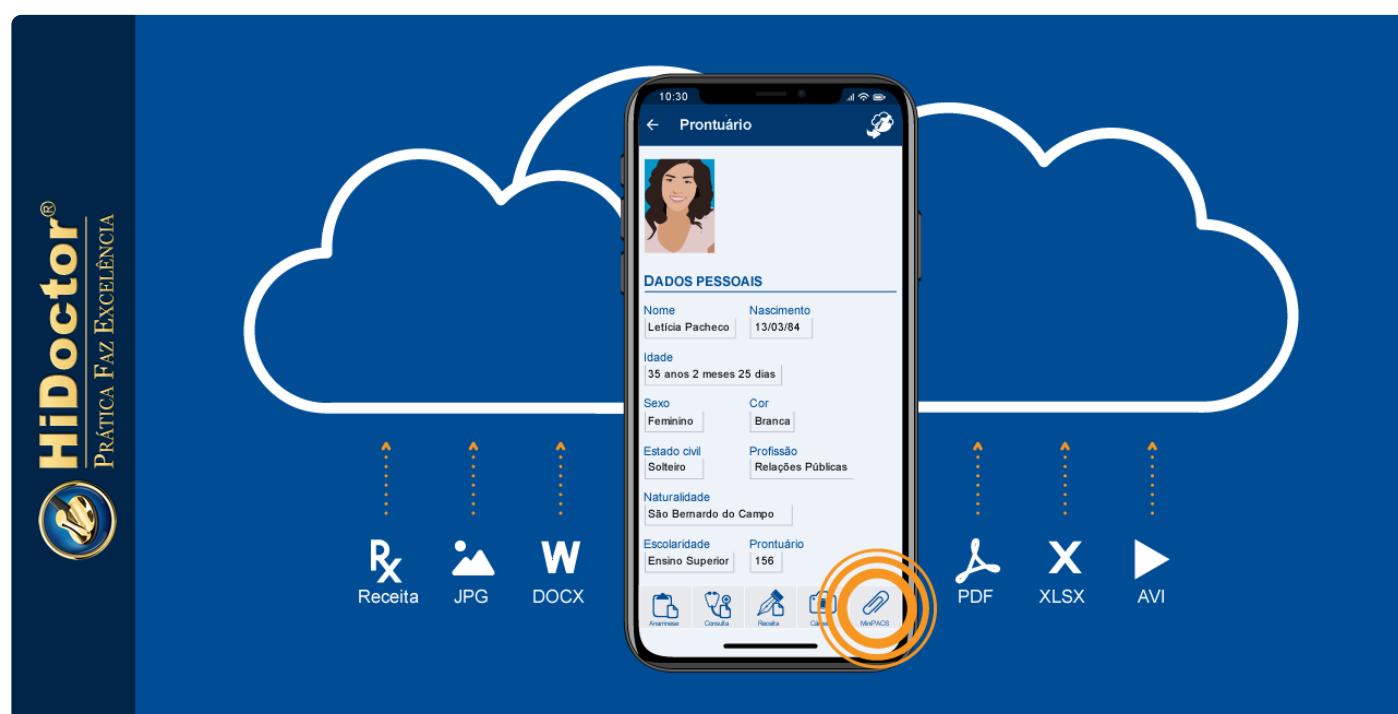 HiDoctor®
PRÁTICA FAZ EXCELÊNCIA
10:30
← Prontuário
DADOS PESSOAIS
Nome Nascimento
Letícia Pacheco 13/03/84
Idade
35 anos 2 meses 25 dias
Sexo Cor
Feminino Branca
Estado civil Profissão
Solteiro Relações Públicas
Naturalidade
São Bernardo do Campo
Escolaridade Prontuário
Ensino Superior 156
Anamnese Consulta Receita MiniPACS
Rx W X
Receita JPG DOCX PDF XLSX AVI